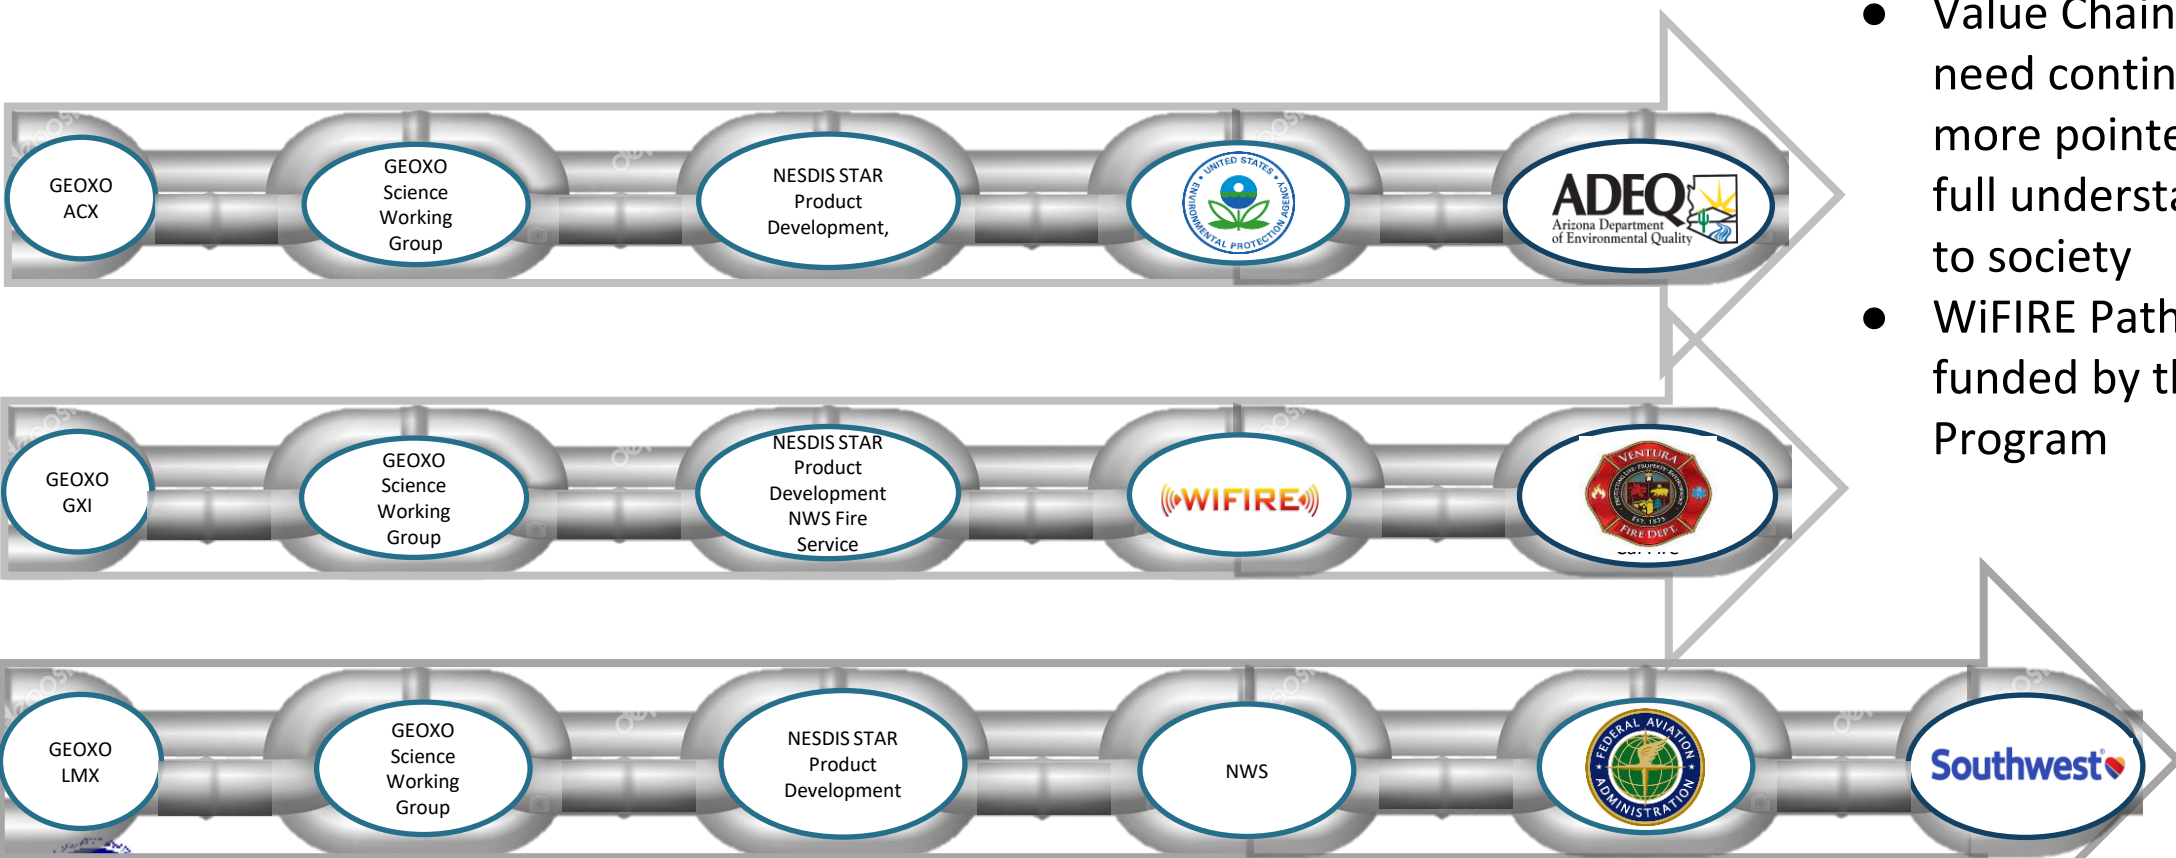 GEOXO
ACX
GEOXO
Science
Working
Group
NESDIS STAR
Product
Development,
UNITED STATES
ENVIRONMENTAL PROTECTION AGENCY
ADEQ
Arizona Department
of Environmental Quality
GEOXO
GXI
GEOXO
Science
Working
Group
NESDIS STAR
Product
Development
NWS Fire
Service
WIFIRE
VENTURA
EST. 1873
FIRE DEPT.
GEOXO
LMX
GEOXO
Science
Working
Group
NESDIS STAR
Product
Development
NWS
FEDERAL AVIATION
ADMINISTRATION
Southwest®
● Value Chain
need contin
more pointe
full understa
to society
● WiFIRE Path
funded by th
Program